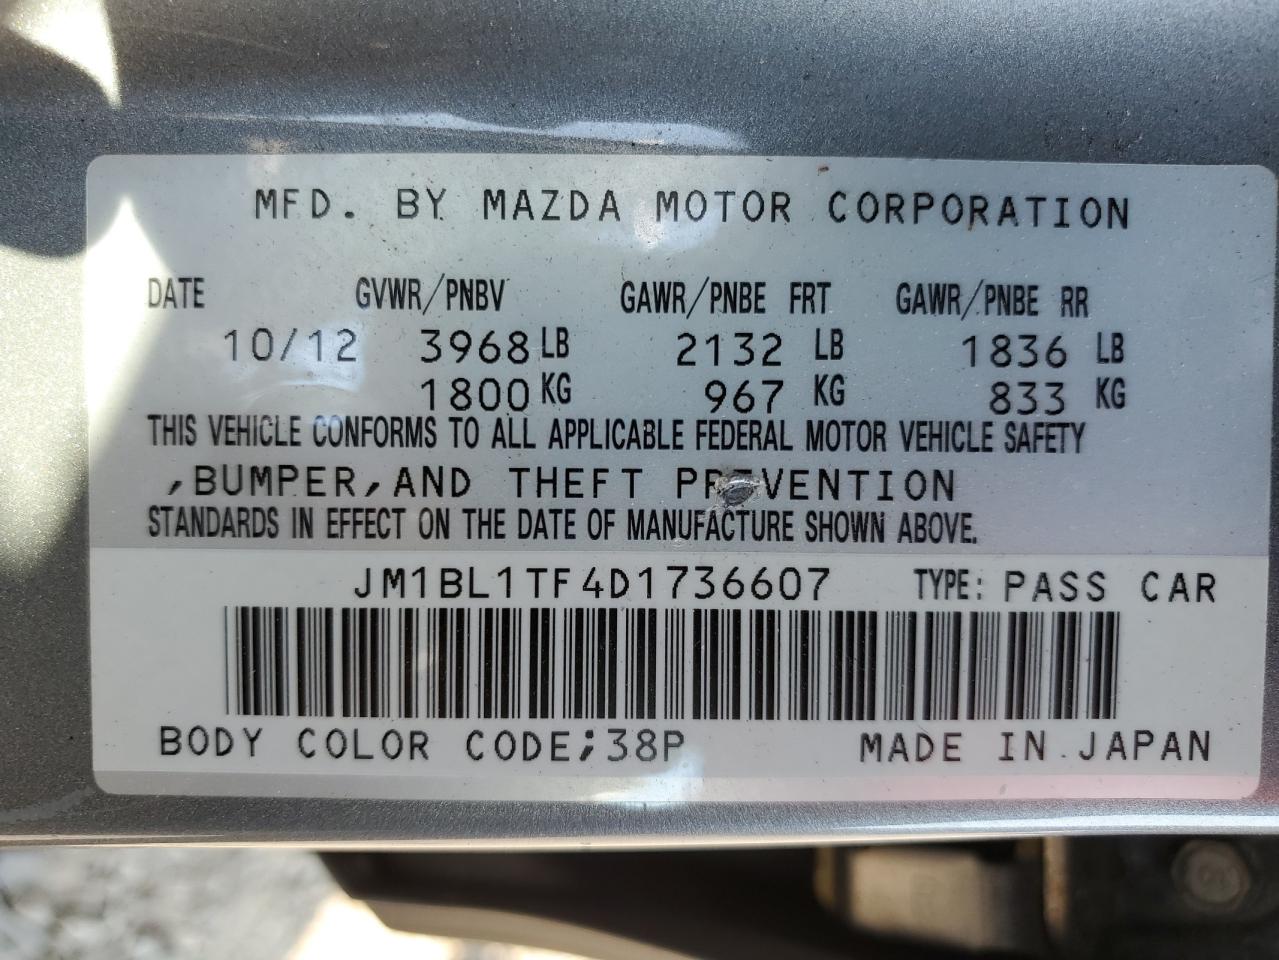 MFD. BY MAZDA MOTOR CORPORATION
DATE GVWR/PNBV GAWR/PNBE FRT GAWR/PNBE RR
10/12 3968 LB 2132 LB 1836 LB
1800 KG 967 KG 833 KG
THIS VEHICLE CONFORMS TO ALL APPLICABLE FEDERAL MOTOR VEHICLE SAFETY
,BUMPER,AND THEFT PREVENTION
STANDARDS IN EFFECT ON THE DATE OF MANUFACTURE SHOWN ABOVE.
JM1BL1TF4D1736607 TYPE: PASS CAR
BODY COLOR CODE;38P MADE IN JAPAN